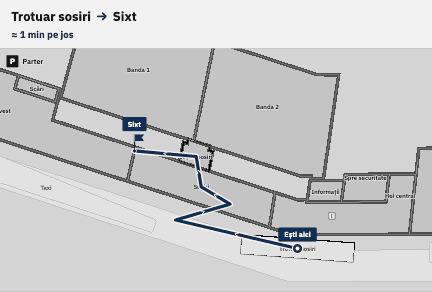 Trotuar sosiri → Sixt
≈ 1 min pe jos
P Parter
Banda 1
Scări
vest
Banda 2
Sixt
Spre securitate
Informații
Hol central
Taxi
Ești aici